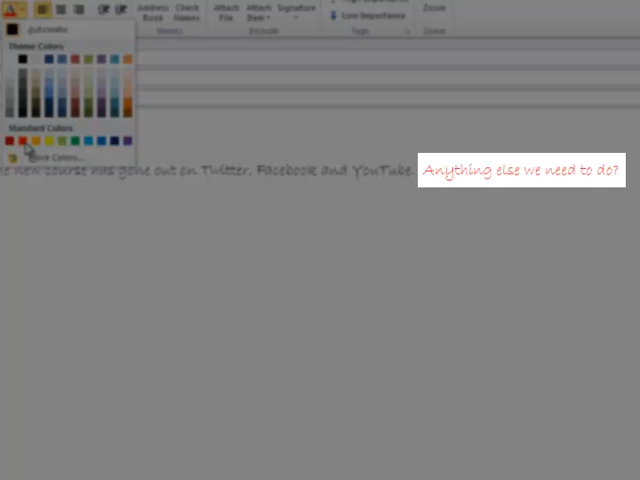 Address Check Attach Attach Signature High Importance Zoom
Book Names File Item Low Importance
Names Include Tags Zoom
Automatic
Theme Colors
Standard Colors
More Colors...
new course has gone out on Twitter, Facebook and YouTube. Anything else we need to do?